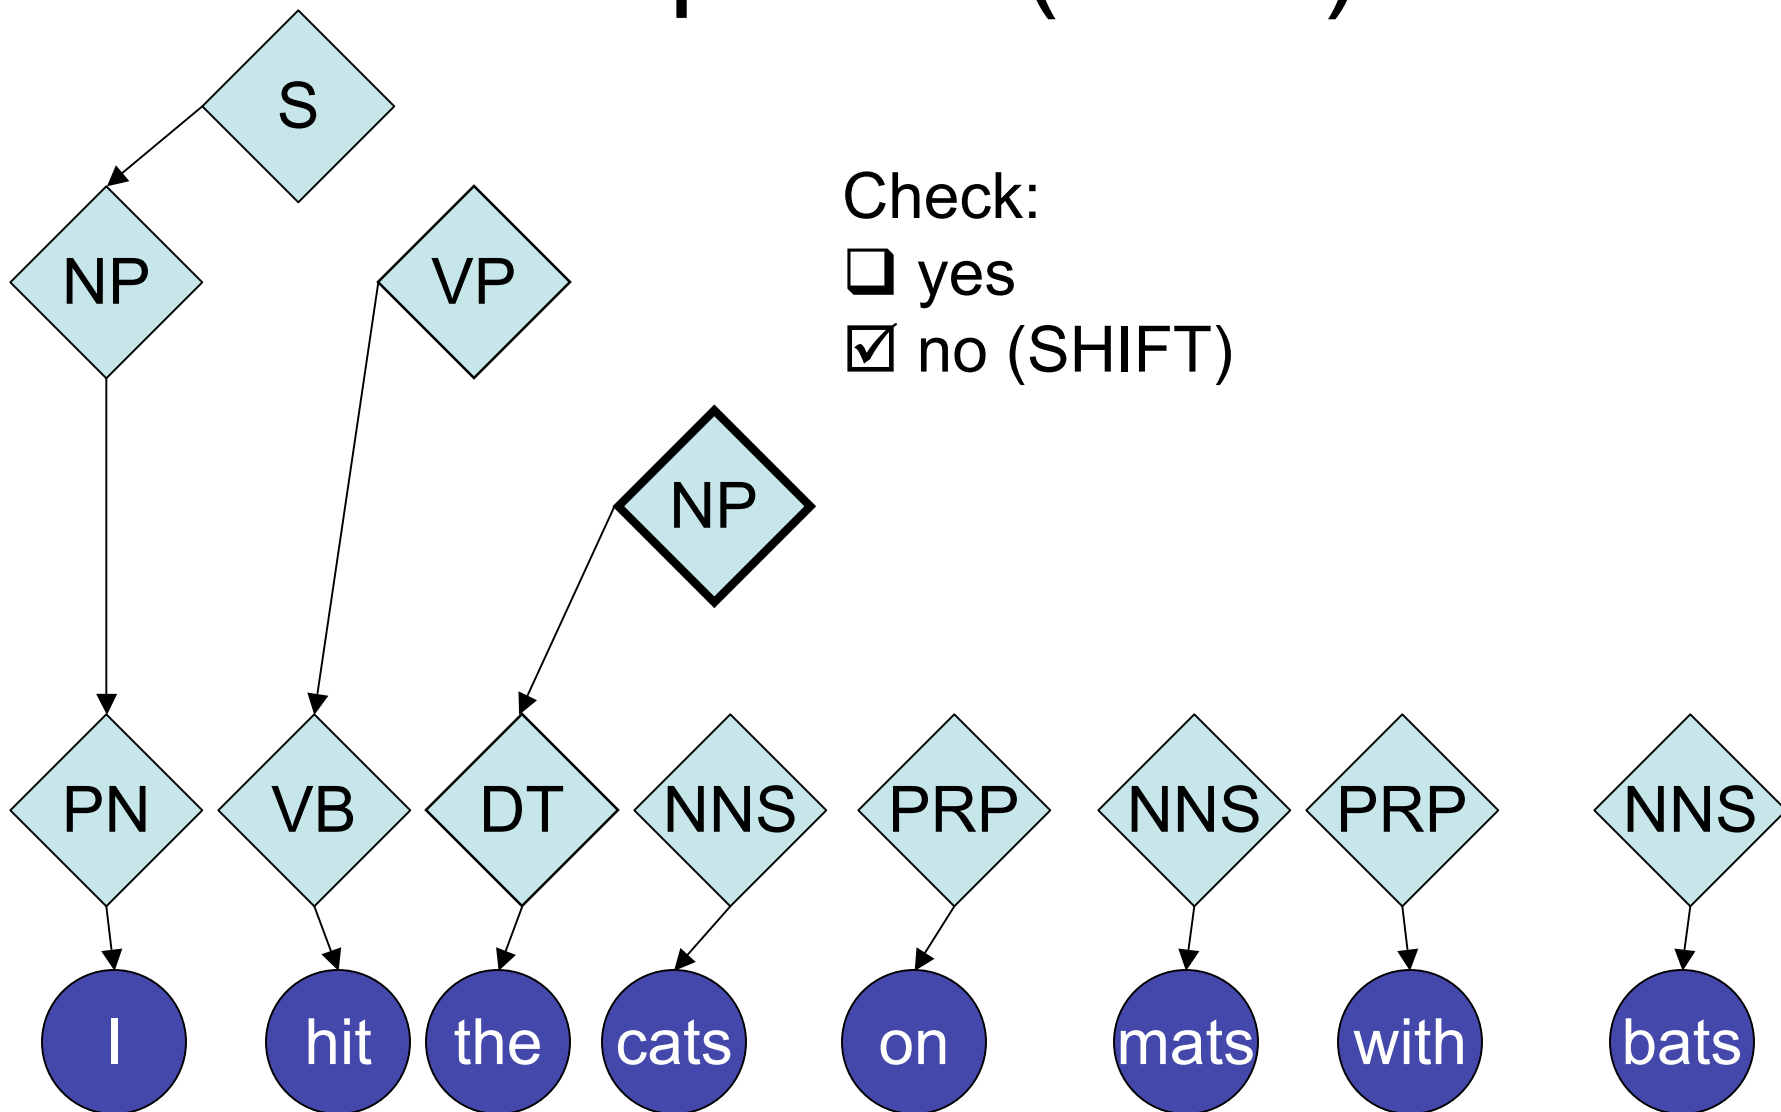 S
NP
VP
Check:
❑ yes
☑ no (SHIFT)
NP
PN VB DT NNS PRP NNS PRP NNS
I hit the cats on mats with bats